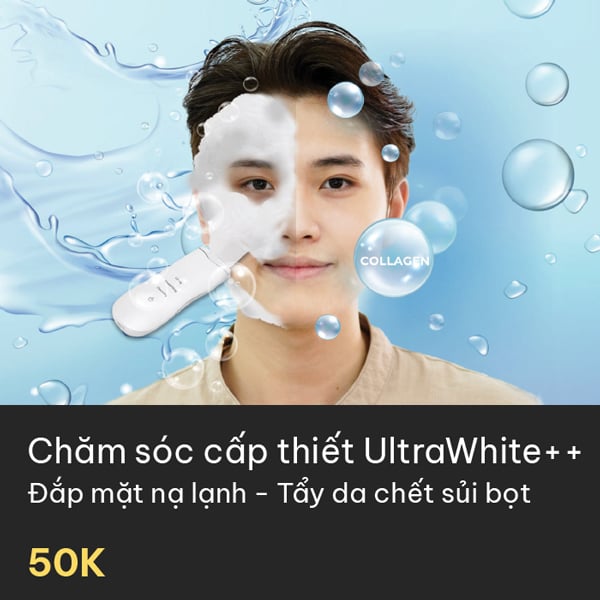 COLLAGEN
Chăm sóc cấp thiết UltraWhite++
Đắp mặt nạ lạnh - Tẩy da chết sủi bọt
50K